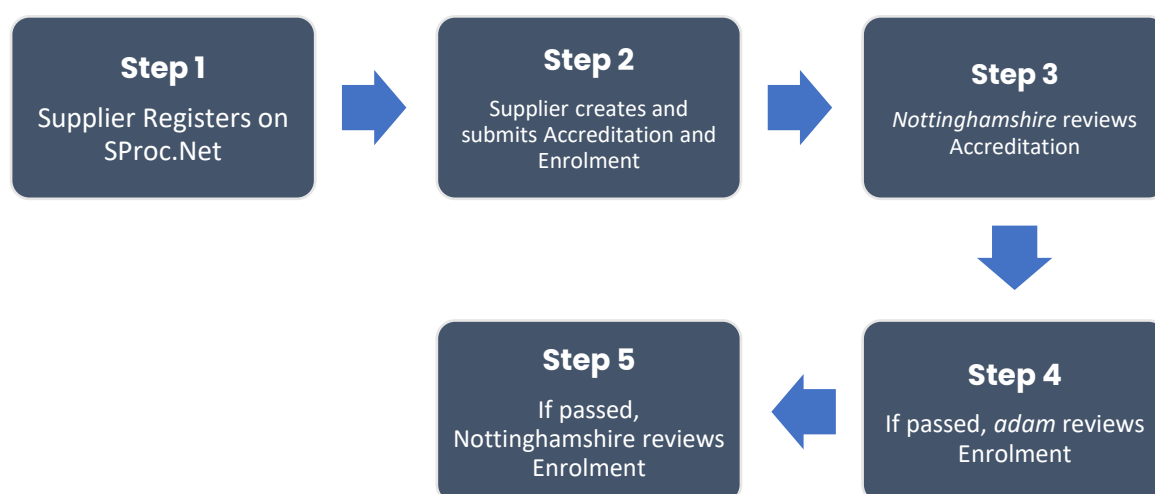 Step 1
Supplier Registers on
SProc.Net
Step 2
Supplier creates and
submits Accreditation and
Enrolment
Step 3
Nottinghamshire reviews
Accreditation
Step 4
If passed, adam reviews
Enrolment
Step 5
If passed,
Nottinghamshire reviews
Enrolment